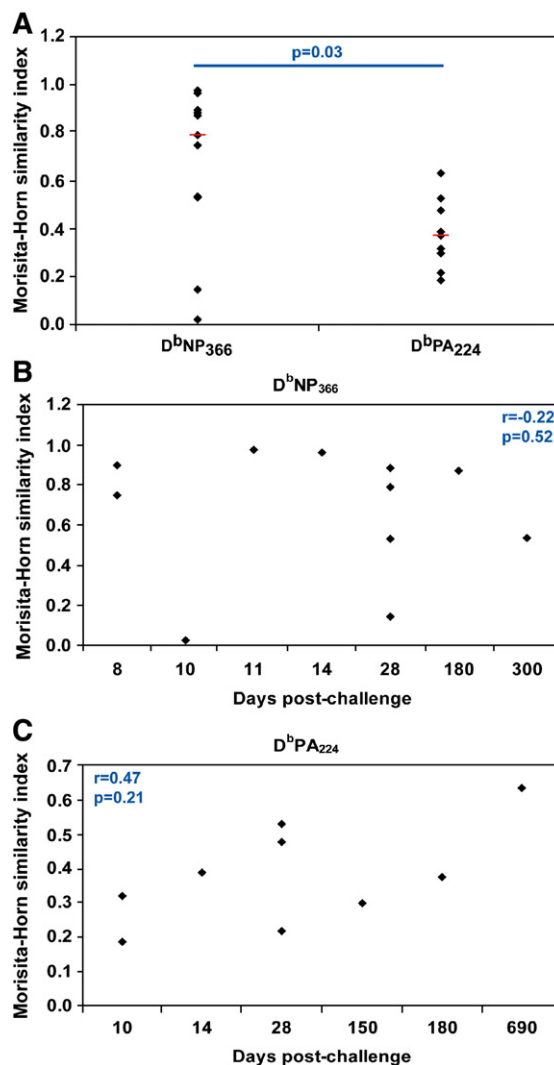 A
1.2
1.0
0.8
0.6
0.4
0.2
0.0
Morisita-Horn similarity index
p=0.03
DᵇNP₃₆₆ DᵇPA₂₂₄
B
DᵇNP₃₆₆
1.2
1.0
0.8
0.6
0.4
0.2
0.0
Morisita-Horn similarity index
r=-0.22
p=0.52
8 10 11 14 28 180 300
Days post-challenge
C
DᵇPA₂₂₄
0.7
0.6
0.5
0.4
0.3
0.2
0.1
0.0
Morisita-Horn similarity index
r=0.47
p=0.21
10 14 28 150 180 690
Days post-challenge